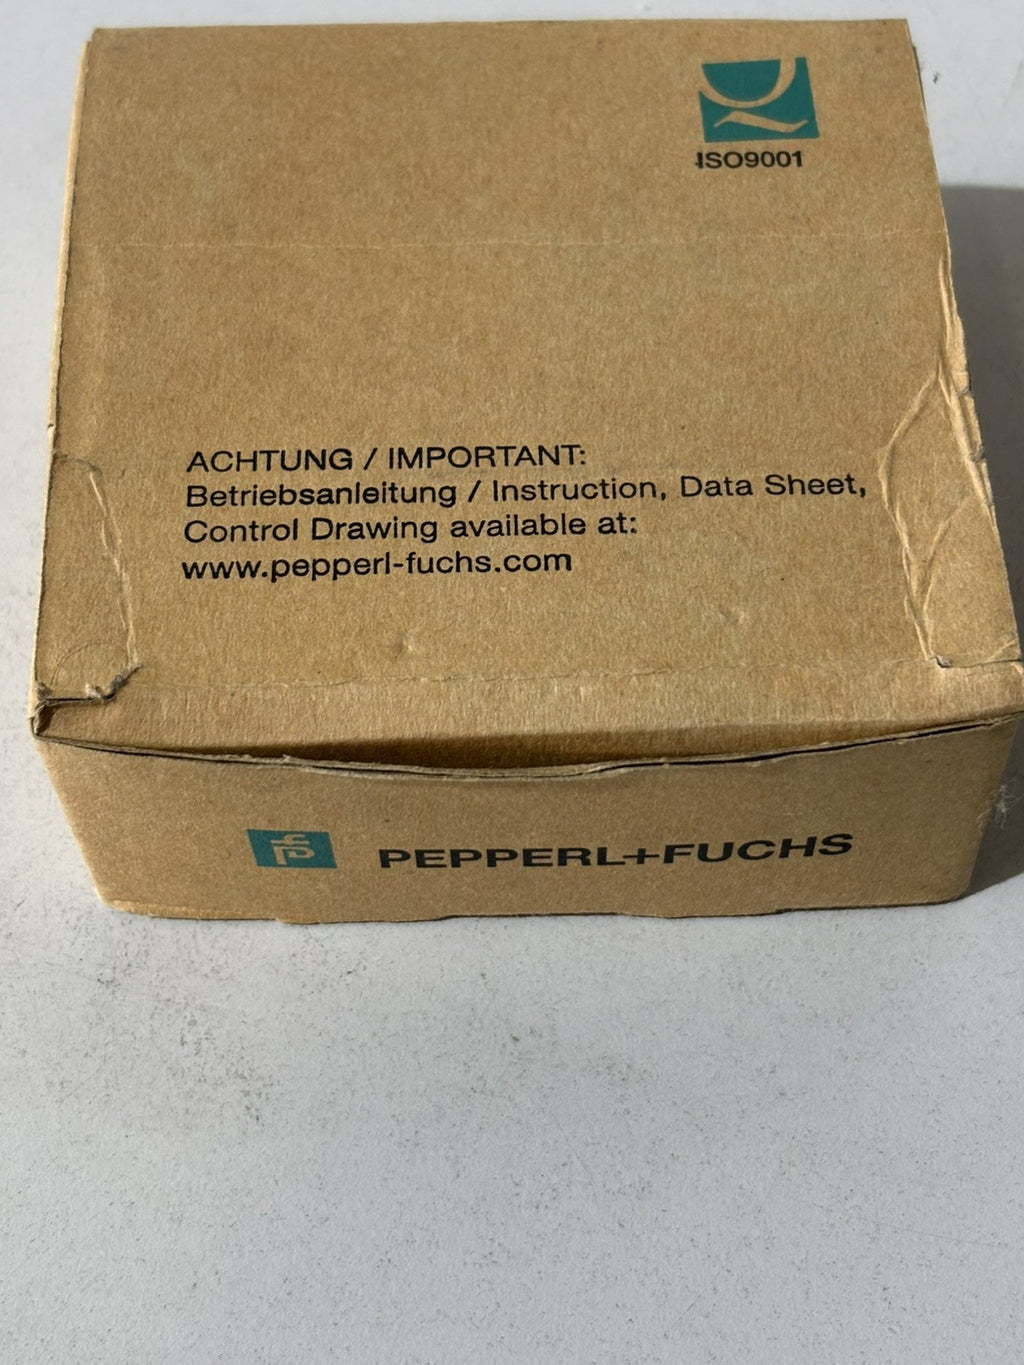 ISO9001
ACHTUNG / IMPORTANT:
Betriebsanleitung / Instruction, Data Sheet,
Control Drawing available at:
www.pepperl-fuchs.com
PEPPERL+FUCHS